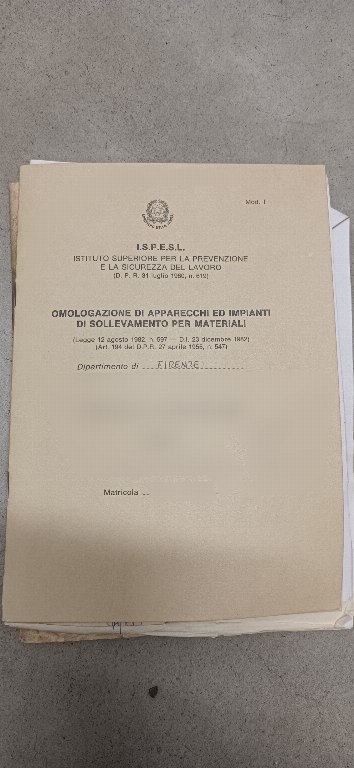 Mod. I
I.S.P.E.S.L.
ISTITUTO SUPERIORE PER LA PREVENZIONE
E LA SICUREZZA DEL LAVORO
(D. P. R. 31 luglio 1980, n. 619)
OMOLOGAZIONE DI APPARECCHI ED IMPIANTI
DI SOLLEVAMENTO PER MATERIALI
(Legge 12 agosto 1982, n. 597 — D.I. 23 dicembre 1982)
(Art. 194 del D.P.R. 27 aprile 1955, n. 547)
Dipartimento di FIRENZE
Matricola